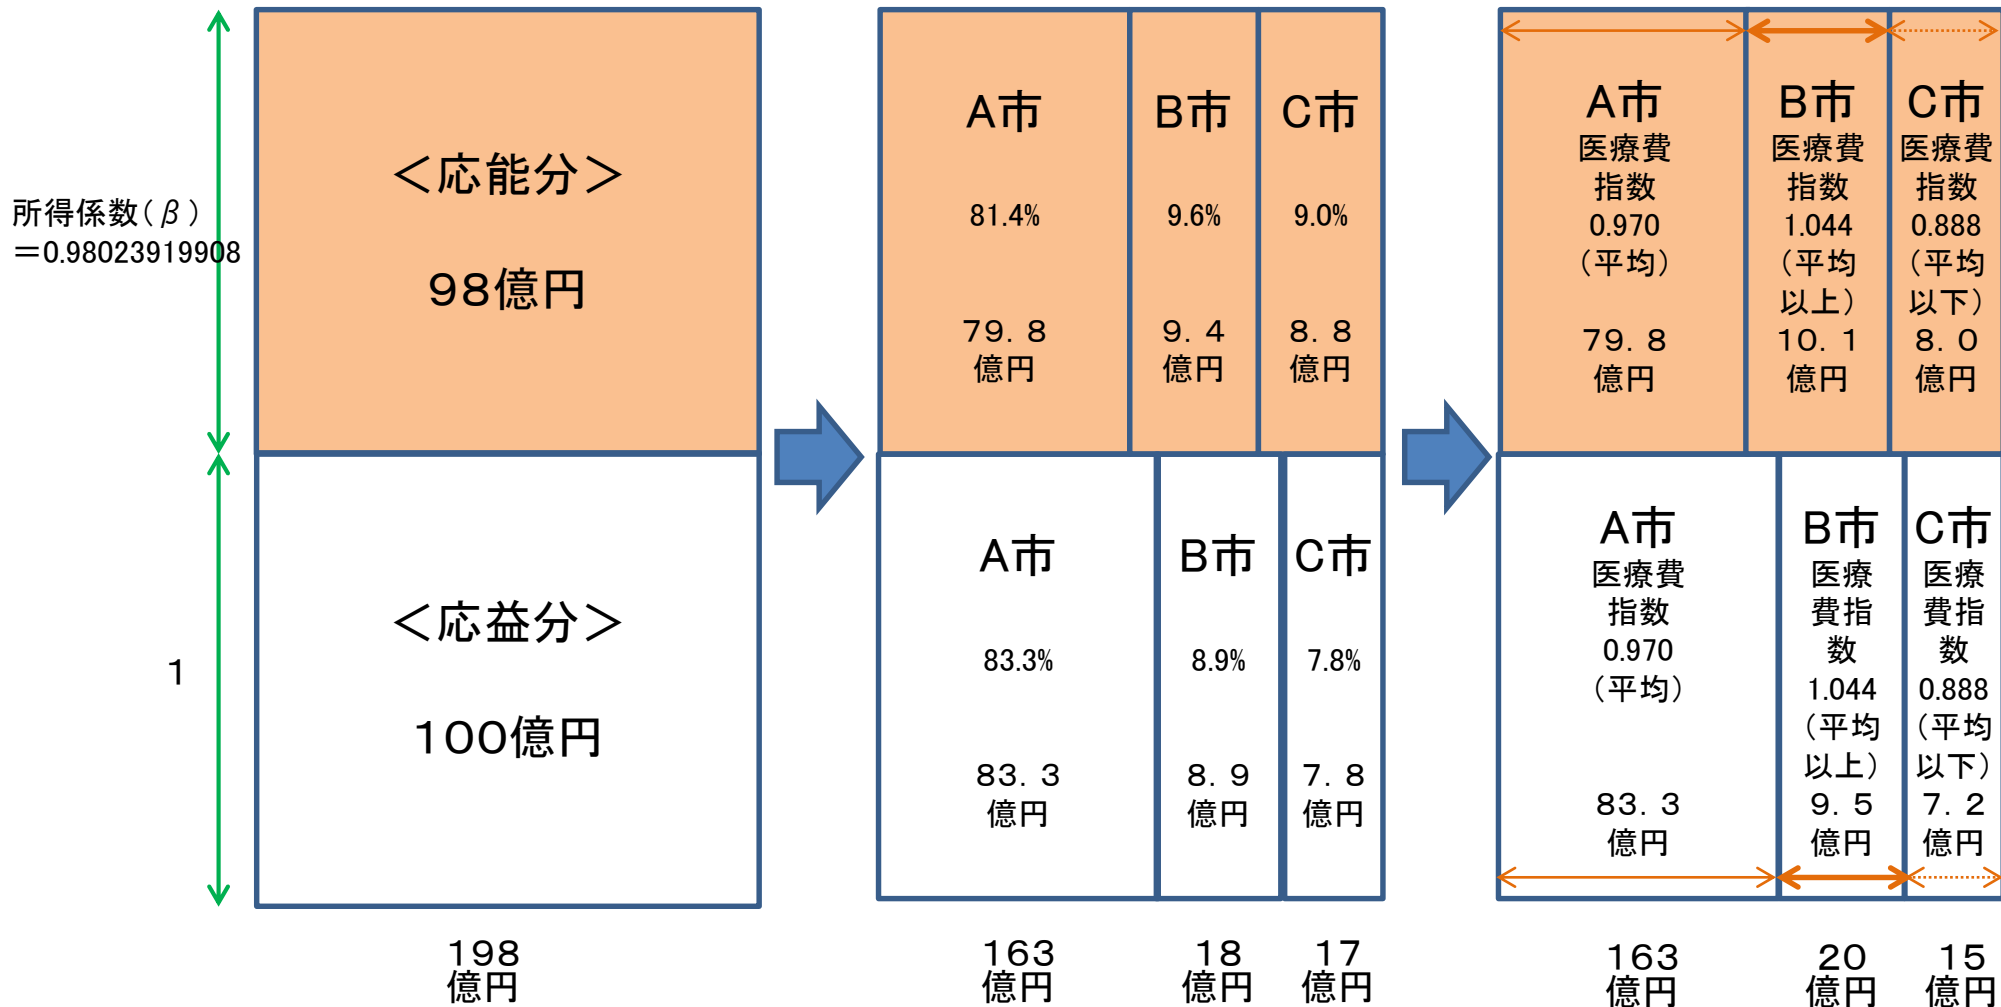 所得係数(β)
＝0.98023919908
1
＜応能分＞
98億円
＜応益分＞
100億円
198
億円
A市
81.4%
79.8
億円
B市
9.6%
9.4
億円
C市
9.0%
8.8
億円
A市
83.3%
83.3
億円
B市
8.9%
8.9
億円
C市
7.8%
7.8
億円
163
億円
18
億円
17
億円
A市
医療費
指数
0.970
(平均)
79.8
億円
B市
医療費
指数
1.044
(平均
以上)
10.1
億円
C市
医療費
指数
0.888
(平均
以下)
8.0
億円
A市
医療費
指数
0.970
(平均)
83.3
億円
B市
医療
費指
数
1.044
(平均
以上)
9.5
億円
C市
医療
費指
数
0.888
(平均
以下)
7.2
億円
163
億円
20
億円
15
億円